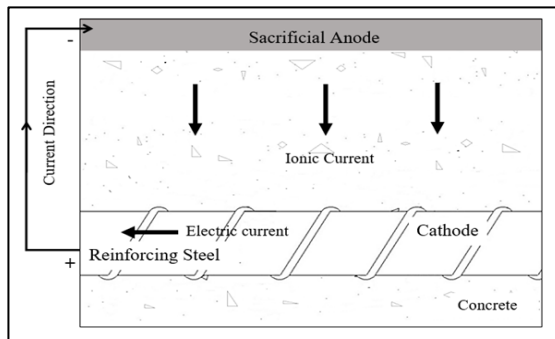 -
Sacrificial Anode
Current Direction
Ionic Current
Electric current
Cathode
+
Reinforcing Steel
Concrete